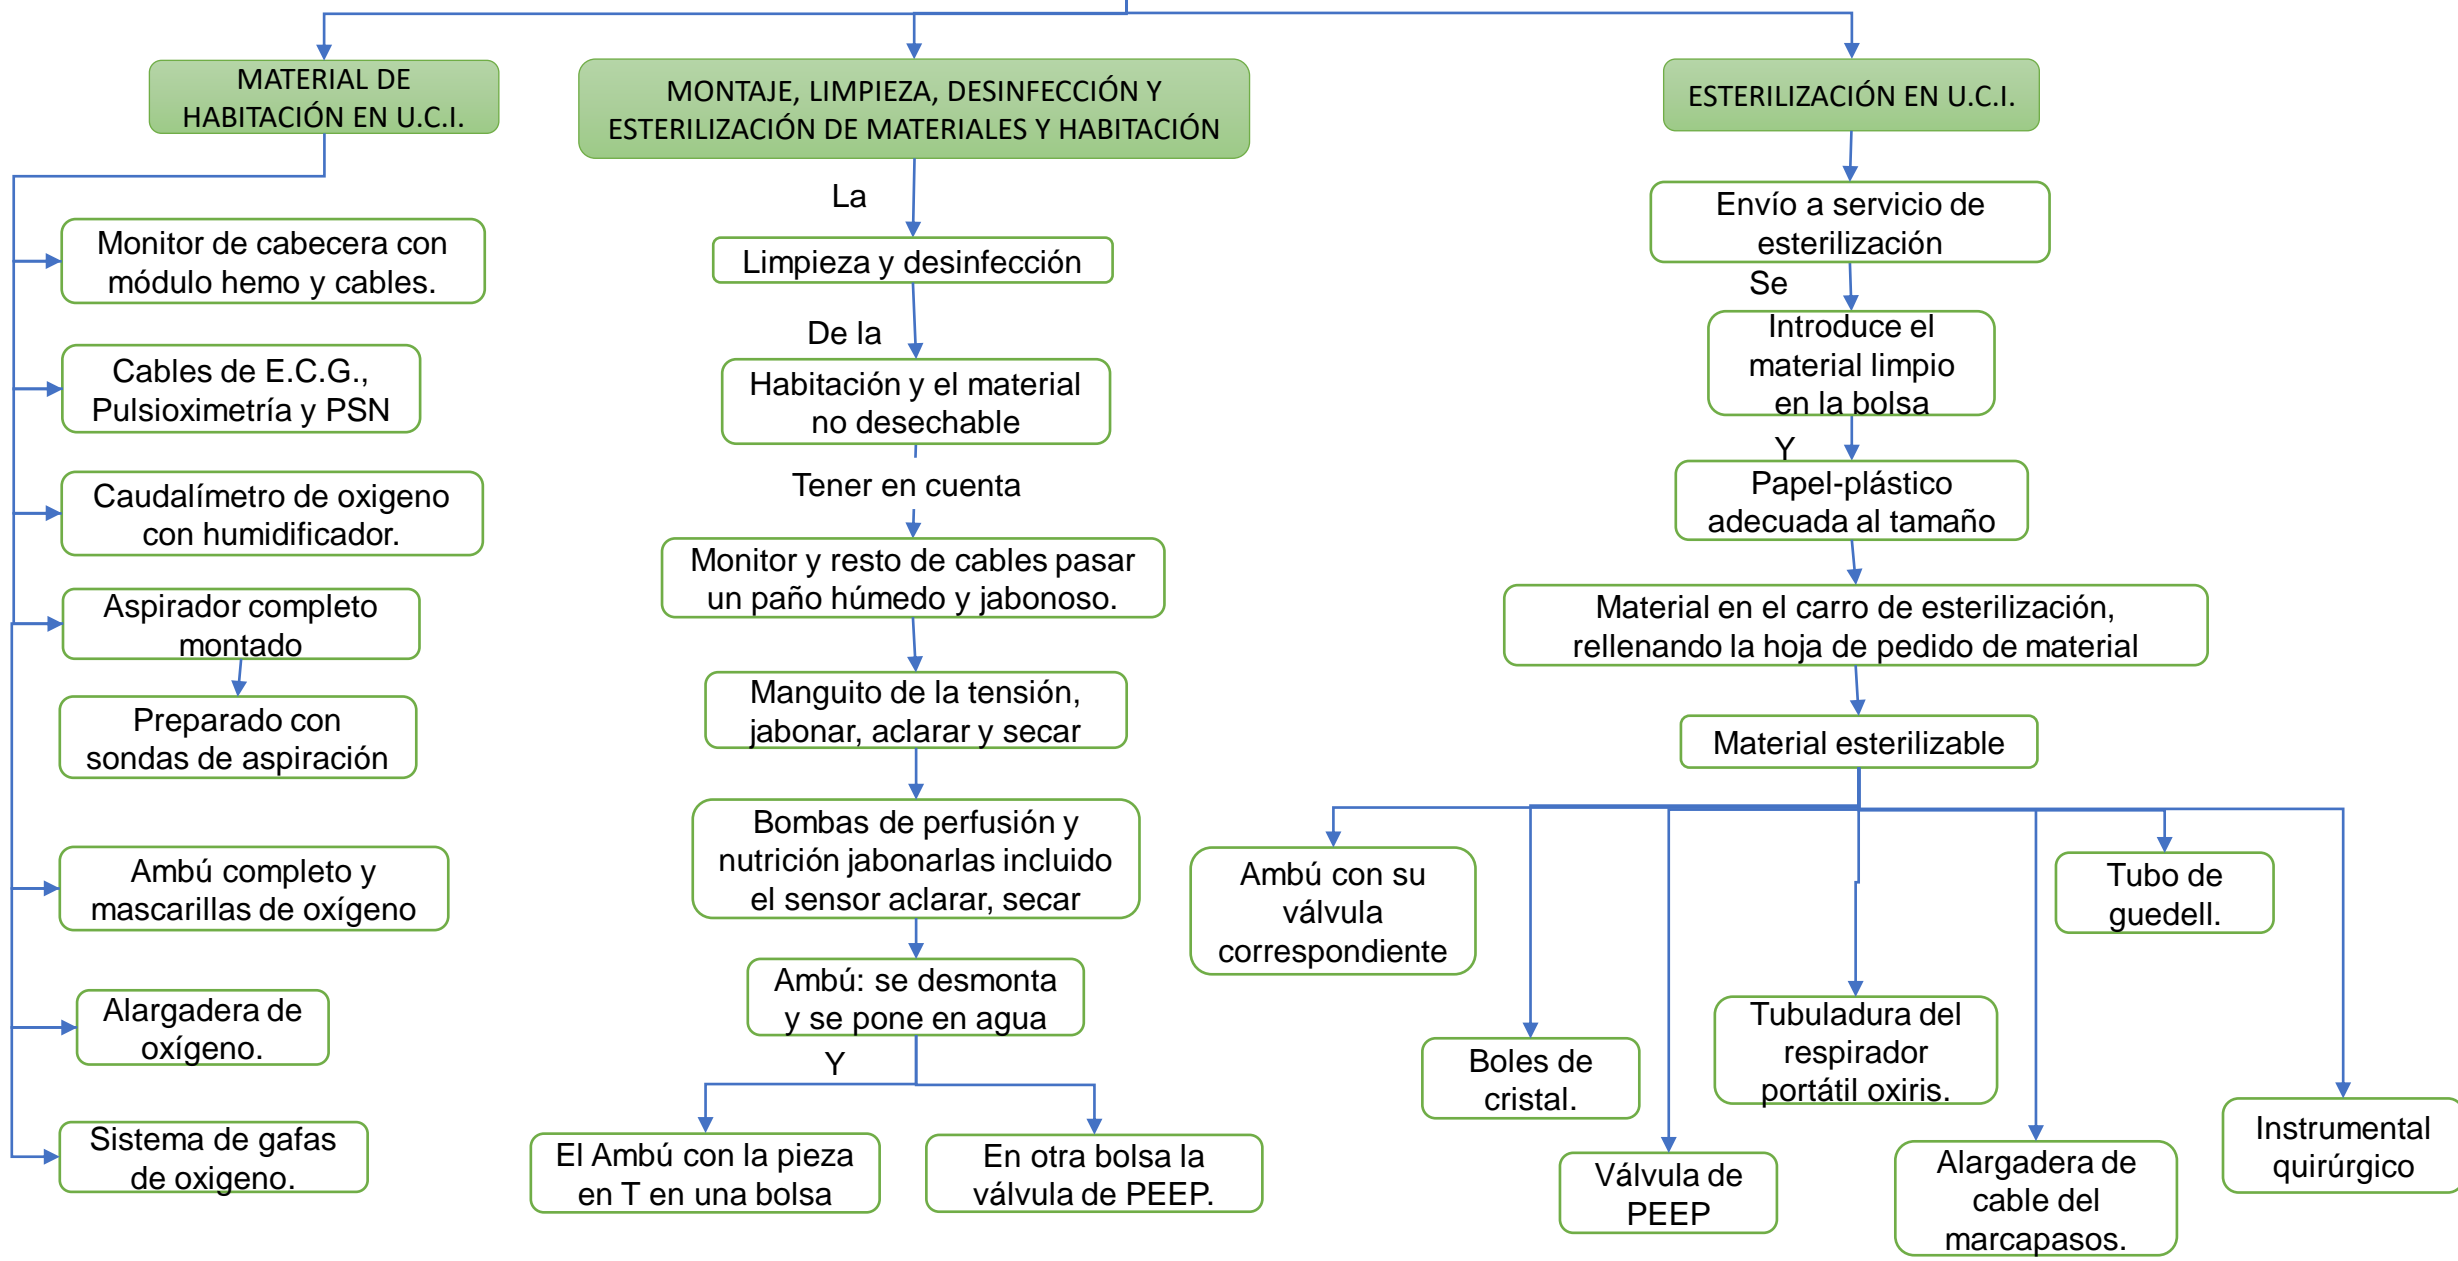 MATERIAL DE
HABITACIÓN EN U.C.I.
Monitor de cabecera con
módulo hemo y cables.
Cables de E.C.G.,
Pulsioximetría y PSN
Caudalímetro de oxigeno
con humidificador.
Aspirador completo
montado
Preparado con
sondas de aspiración
Ambú completo y
mascarillas de oxígeno
Alargadera de
oxígeno.
Sistema de gafas
de oxigeno.
MONTAJE, LIMPIEZA, DESINFECCIÓN Y
ESTERILIZACIÓN DE MATERIALES Y HABITACIÓN
La
Limpieza y desinfección
De la
Habitación y el material
no desechable
Tener en cuenta
Monitor y resto de cables pasar
un paño húmedo y jabonoso.
Manguito de la tensión,
jabonar, aclarar y secar
Bombas de perfusión y
nutrición jabonarlas incluido
el sensor aclarar, secar
Ambú: se desmonta
y se pone en agua
Y
El Ambú con la pieza
en T en una bolsa
En otra bolsa la
válvula de PEEP.
ESTERILIZACIÓN EN U.C.I.
Envío a servicio de
esterilización
Se
Introduce el
material limpio
en la bolsa
Y
Papel-plástico
adecuada al tamaño
Material en el carro de esterilización,
rellenando la hoja de pedido de material
Material esterilizable
Ambú con su
válvula
correspondiente
Boles de
cristal.
Válvula de
PEEP
Tubuladura del
respirador
portátil oxiris.
Alargadera de
cable del
marcapasos.
Tubo de
guedell.
Instrumental
quirúrgico